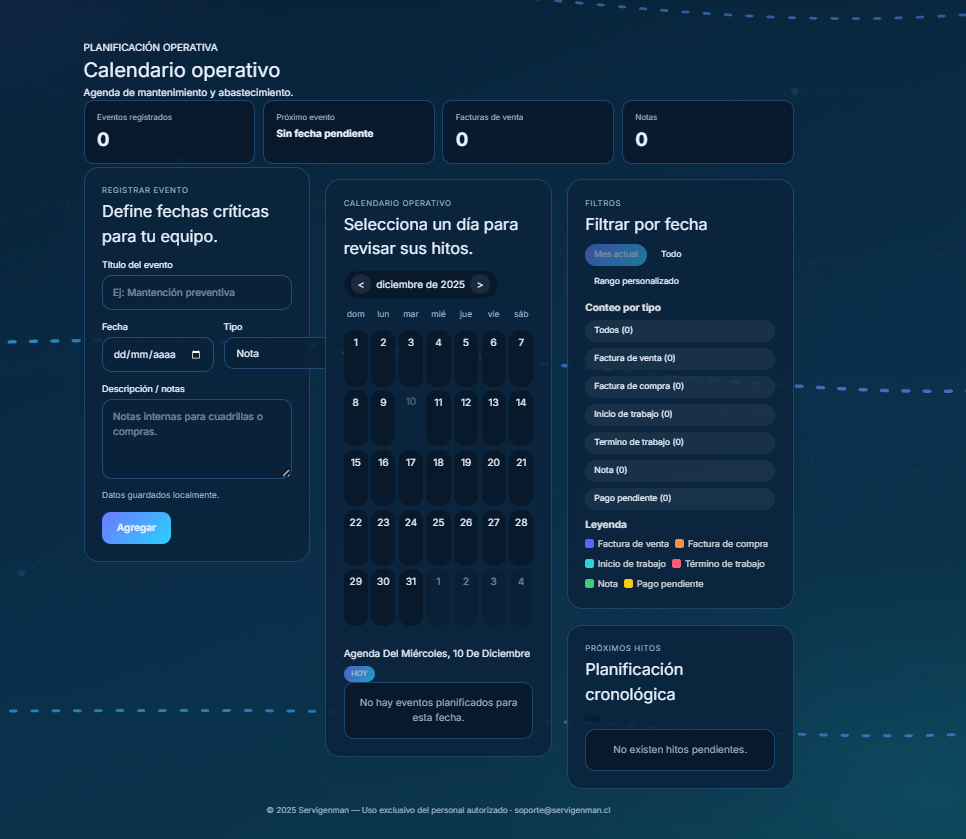 PLANIFICACIÓN OPERATIVA
Calendario operativo
Agenda de mantenimiento y abastecimiento.
Eventos registrados
0
Próximo evento
Sin fecha pendiente
Facturas de venta
0
Notas
0
REGISTRAR EVENTO
Define fechas críticas
para tu equipo.
Título del evento
Ej: Mantención preventiva
Fecha Tipo
dd/mm/aaaa Nota
Descripción / notas
Notas internas para cuadrillas o
compras.
Datos guardados localmente.
Agregar
CALENDARIO OPERATIVO
Selecciona un día para
revisar sus hitos.
< diciembre de 2025 >
dom lun mar mié jue vie sáb
1 2 3 4 5 6 7
8 9 10 11 12 13 14
15 16 17 18 19 20 21
22 23 24 25 26 27 28
29 30 31 1 2 3 4
Agenda Del Miércoles, 10 De Diciembre
HOY
No hay eventos planificados para
esta fecha.
FILTROS
Filtrar por fecha
Mes actual Todo
Rango personalizado
Conteo por tipo
Todos (0)
Factura de venta (0)
Factura de compra (0)
Inicio de trabajo (0)
Termino de trabajo (0)
Nota (0)
Pago pendiente (0)
Leyenda
Factura de venta Factura de compra
Inicio de trabajo Término de trabajo
Nota Pago pendiente
PRÓXIMOS HITOS
Planificación
cronológica
No existen hitos pendientes.
© 2025 Servigenman — Uso exclusivo del personal autorizado · soporte@servigenman.cl